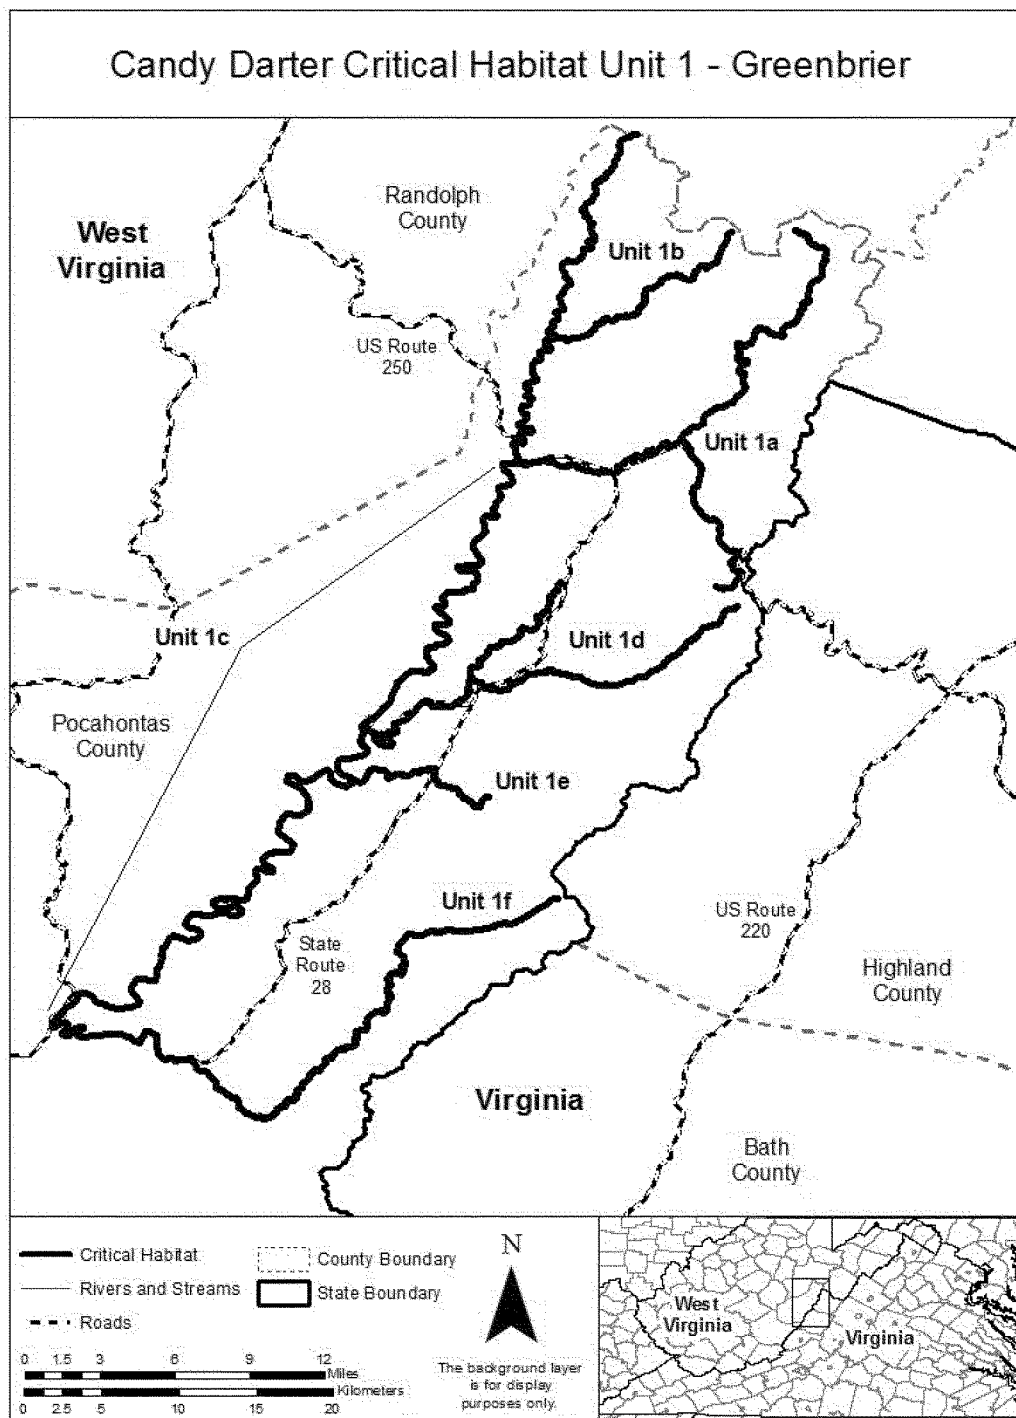 Candy Darter Critical Habitat Unit 1 - Greenbrier
Randolph
County
West
Virginia
Unit 1b
US Route
250
Unit 1a
Unit 1c
Unit 1d
Pocahontas
County
Unit 1e
Unit 1f
US Route
220
State
Route
28
Highland
County
Virginia
Bath
County
Critical Habitat
Rivers and Streams
Roads
County Boundary
State Boundary
N
The background layer
is for display
purposes only.
0 1.5 3 6 9 12
Miles
Kilometers
0 2.5 5 10 15 20
West
Virginia
Virginia